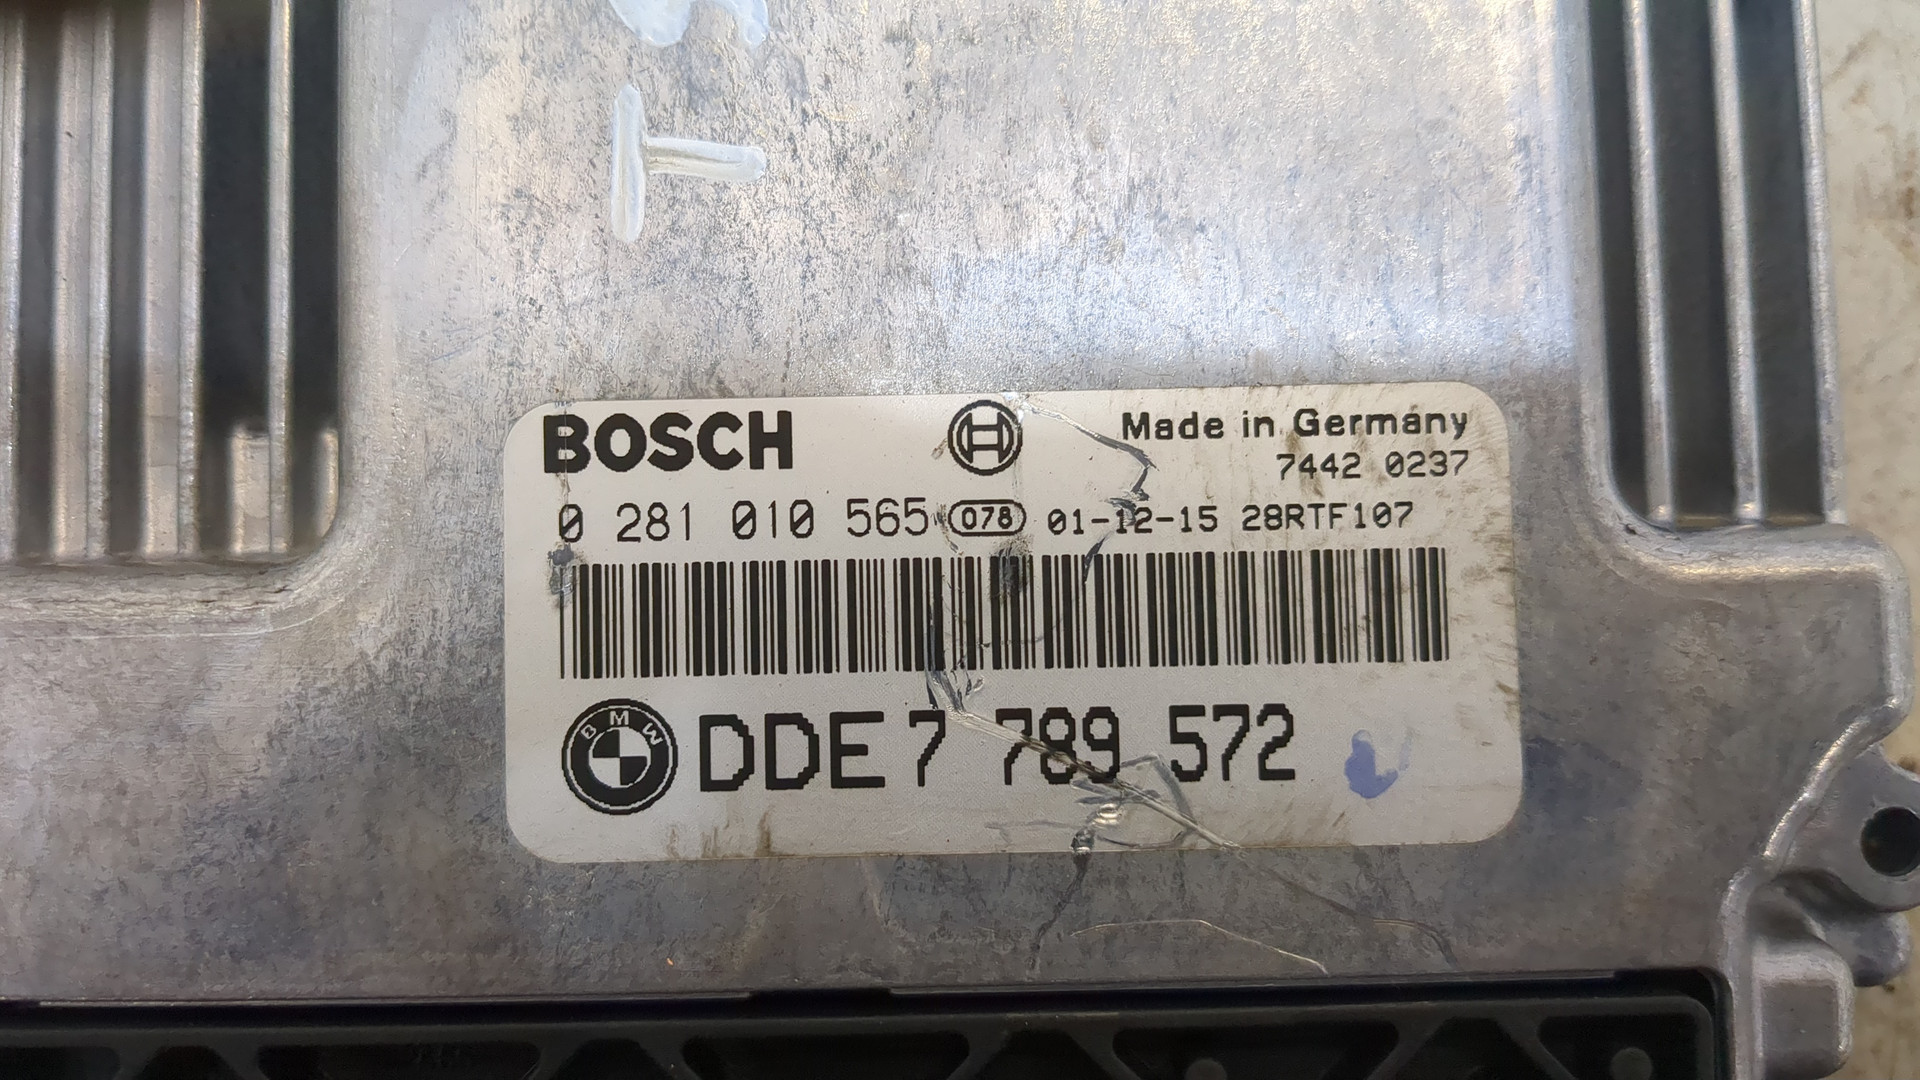 BOSCH
Made in Germany
7442 0237
0 281 010 565 078 01-12-15 28RTF107
BMW DDE 7 789 572